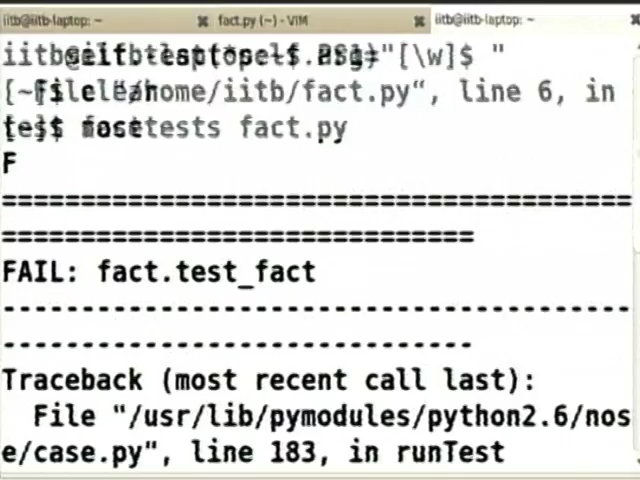 iitb@iitb-laptop: ~ fact.py (~) - VIM iitb@iitb-laptop: ~
"[\w]$ "
File "/home/iitb/fact.py", line 6, in
nosetests fact.py
F
========================================
==============================
FAIL: fact.test_fact
----------------------------------------
------------------------------
Traceback (most recent call last):
File "/usr/lib/pymodules/python2.6/nos
e/case.py", line 183, in runTest